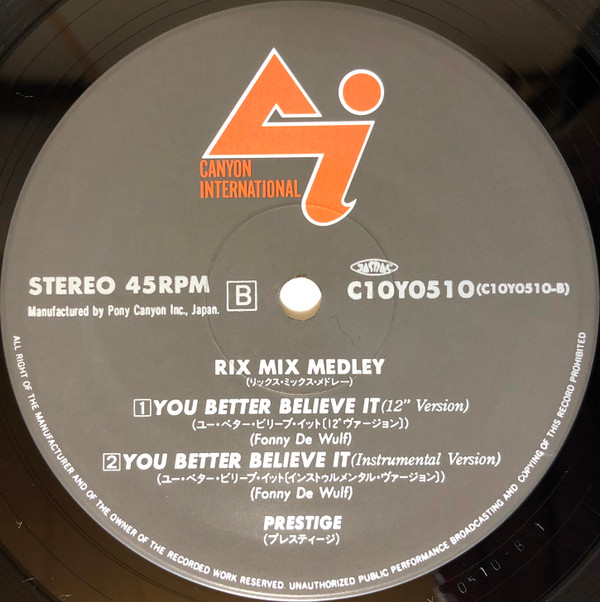 CANYON
INTERNATIONAL
STEREO 45RPM
Manufactured by Pony Canyon Inc., Japan.
B
C10Y0510 (C10Y0510-B)
RIX MIX MEDLEY
(リックス・ミックス・メドレー)
1 YOU BETTER BELIEVE IT (12" Version)
(ユー・ベター・ビリーブ・イット〔12"ヴァージョン〕)
(Fonny De Wulf)
2 YOU BETTER BELIEVE IT (Instrumental Version)
(ユー・ベター・ビリーブ・イット〔インストゥルメンタル・ヴァージョン〕)
(Fonny De Wulf)
PRESTIGE
(プレスティージ)
ALL RIGHT OF THE MANUFACTURER AND OF THE OWNER OF THE RECORDED WORK RESERVED. UNAUTHORIZED PUBLIC PERFORMANCE BROADCASTING AND COPYING OF THIS RECORD PROHIBITED
0510-B 1